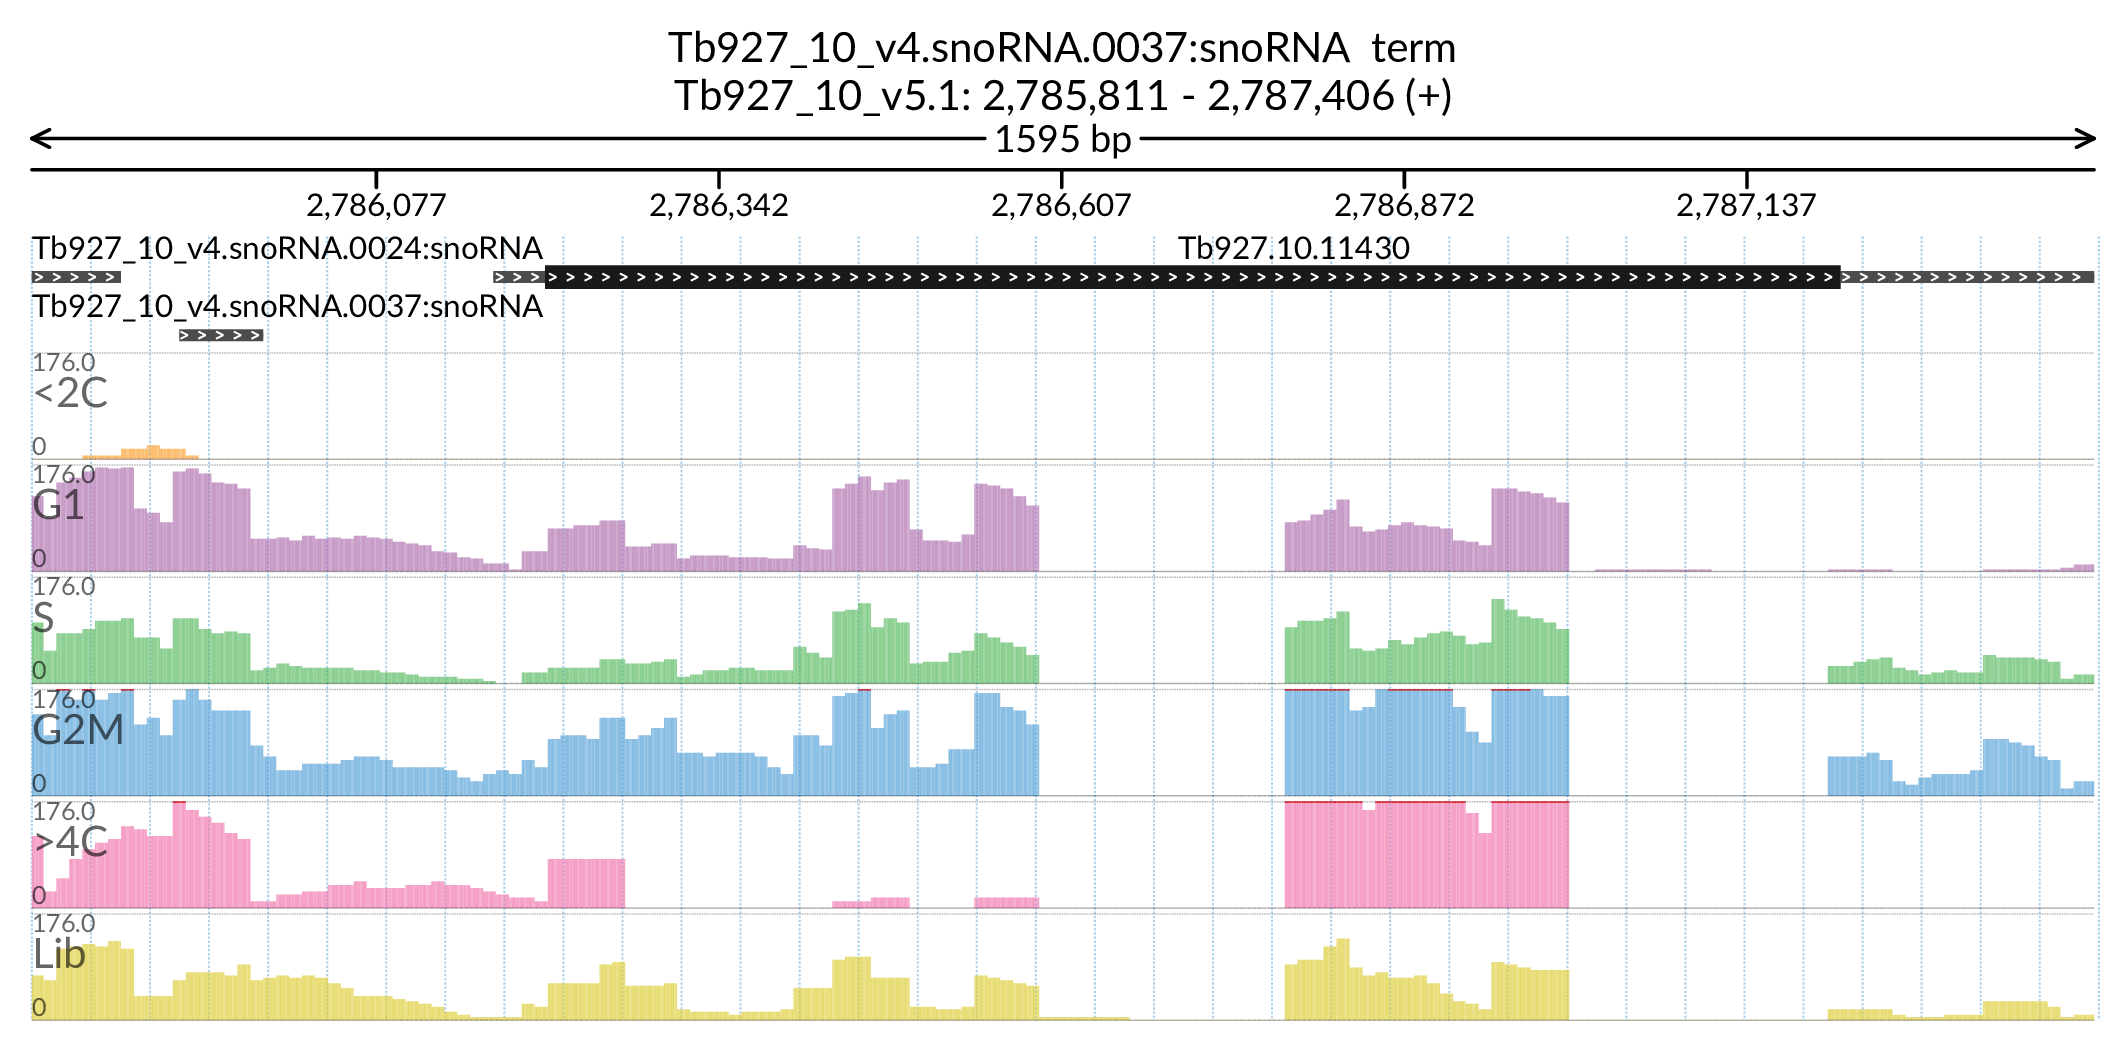 Tb927_10_v4.snoRNA.0037:snoRNA term
Tb927_10_v5.1: 2,785,811 - 2,787,406 (+)
1595 bp
2,786,077 2,786,342 2,786,607 2,786,872 2,787,137
Tb927_10_v4.snoRNA.0024:snoRNA Tb927.10.11430
Tb927_10_v4.snoRNA.0037:snoRNA
176.0
<2C
0
176.0
G1
0
176.0
S
0
176.0
G2M
0
176.0
>4C
0
176.0
Lib
0